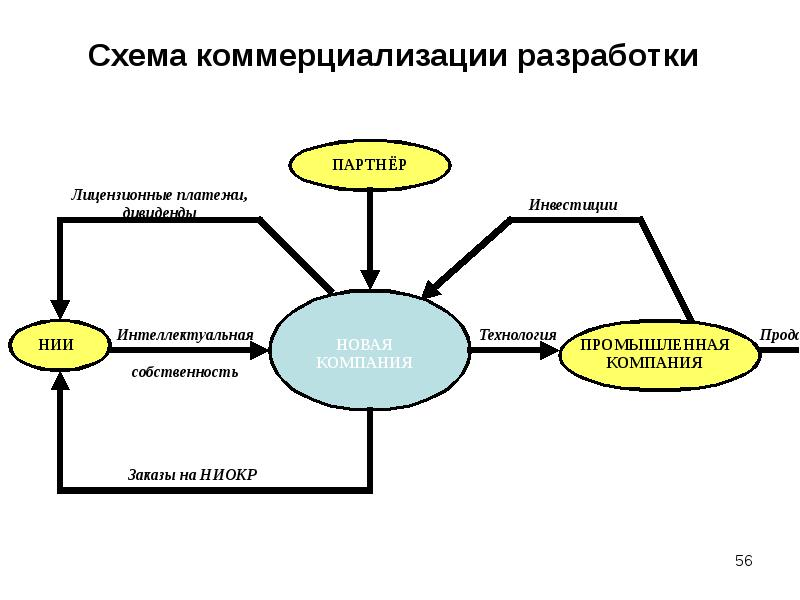 Схема коммерциализации разработки
ПАРТНЁР
Лицензионные платежи,
дивиденды
Инвестиции
НИИ
Интеллектуальная
собственность
НОВАЯ
КОМПАНИЯ
Технология
ПРОМЫШЛЕННАЯ
КОМПАНИЯ
Заказы на НИОКР
56